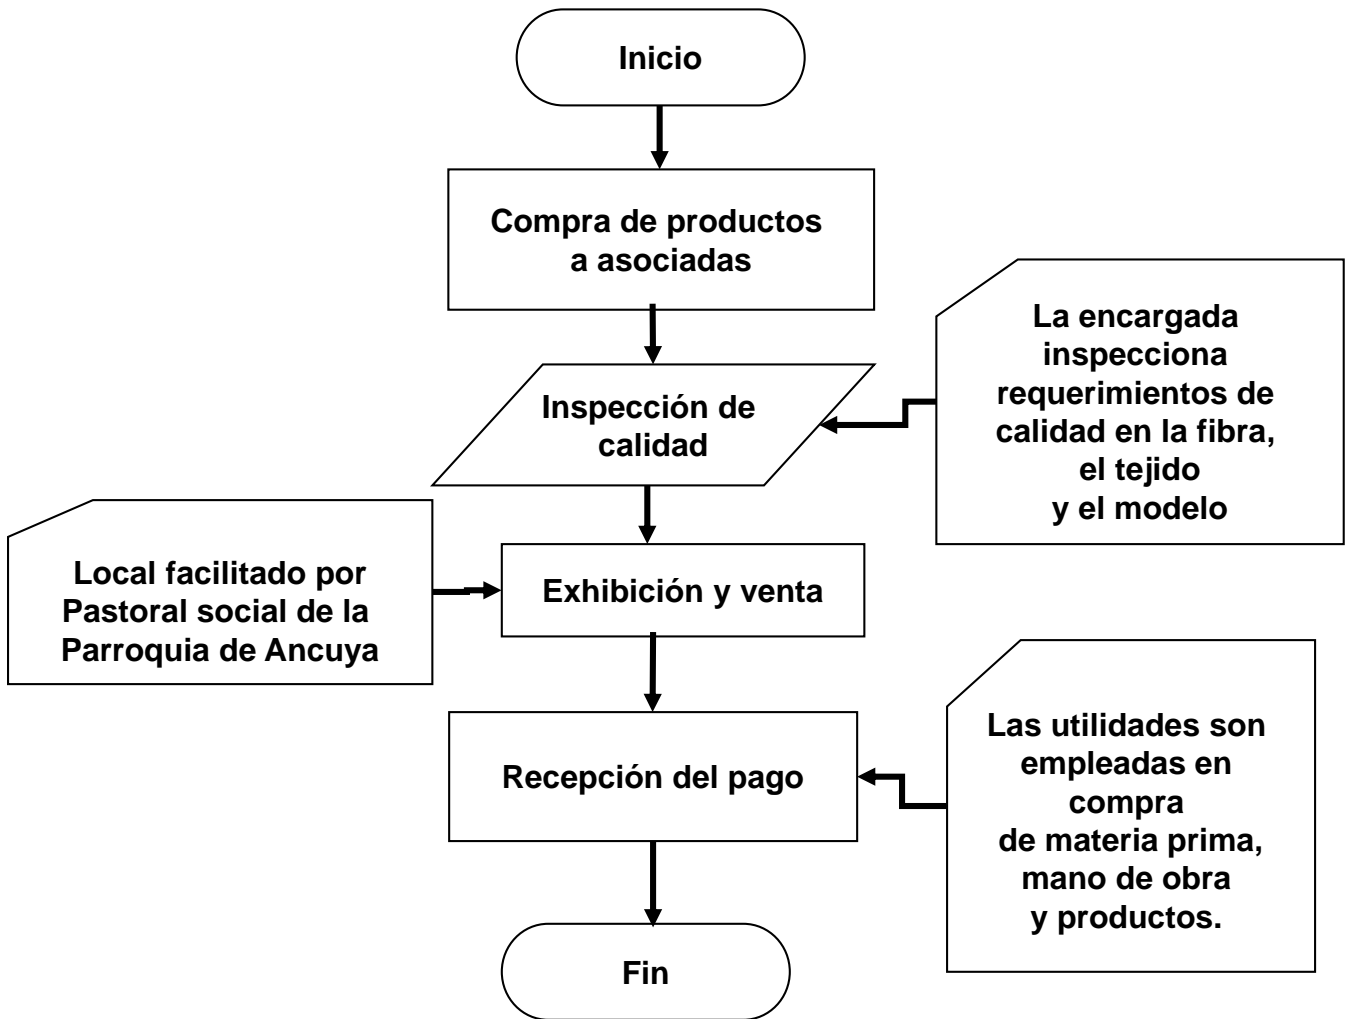 Inicio
Compra de productos
a asociadas
La encargada
inspecciona
requerimientos de
calidad en la fibra,
el tejido
y el modelo
Inspección de
calidad
Local facilitado por
Pastoral social de la
Parroquia de Ancuya
Exhibición y venta
Recepción del pago
Las utilidades son
empleadas en
compra
de materia prima,
mano de obra
y productos.
Fin